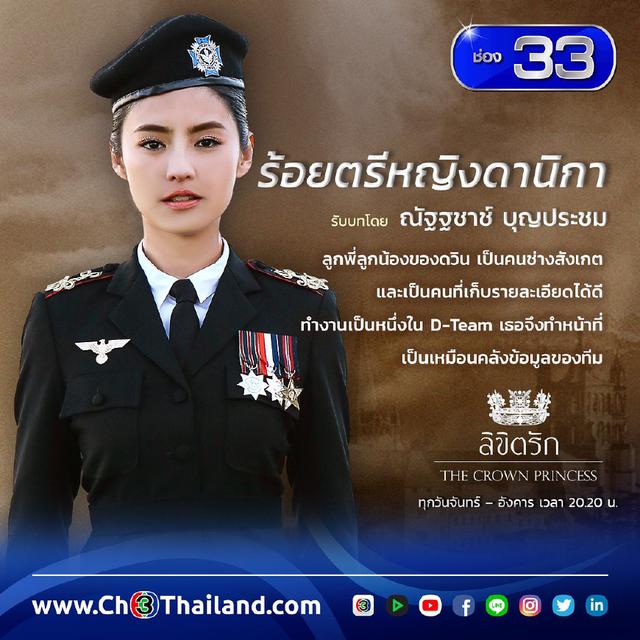 ช่อง 33
ร้อยตรีหญิงดานิกา
รับบทโดย ณัฐฐชาช์ บุญประชม
ลูกพี่ลูกน้องของดวิน เป็นคนช่างสังเกต
และเป็นคนที่เก็บรายละเอียดได้ดี
ทำงานเป็นหนึ่งใน D-Team เธอจึงทำหน้าที่
เป็นเหมือนคลังข้อมูลของทีม
ลิขิตรัก
THE CROWN PRINCESS
ทุกวันจันทร์ – อังคาร เวลา 20.20 น.
www.Ch3Thailand.com